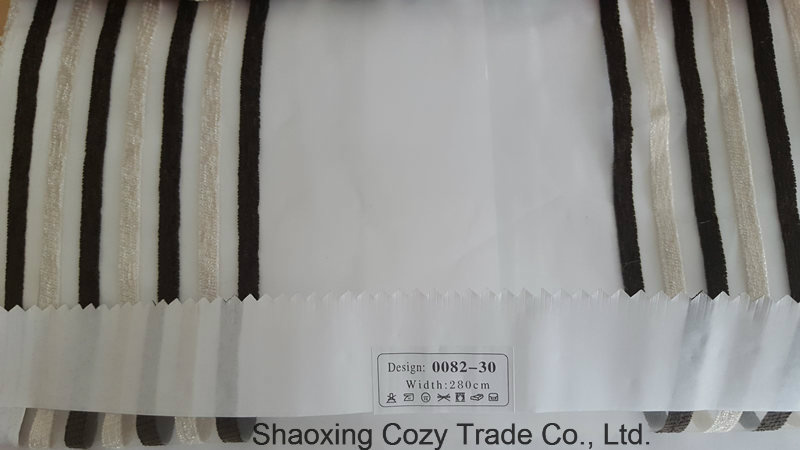 Design: 0082-30
Width:280cm
Shaoxing Cozy Trade Co., Ltd.